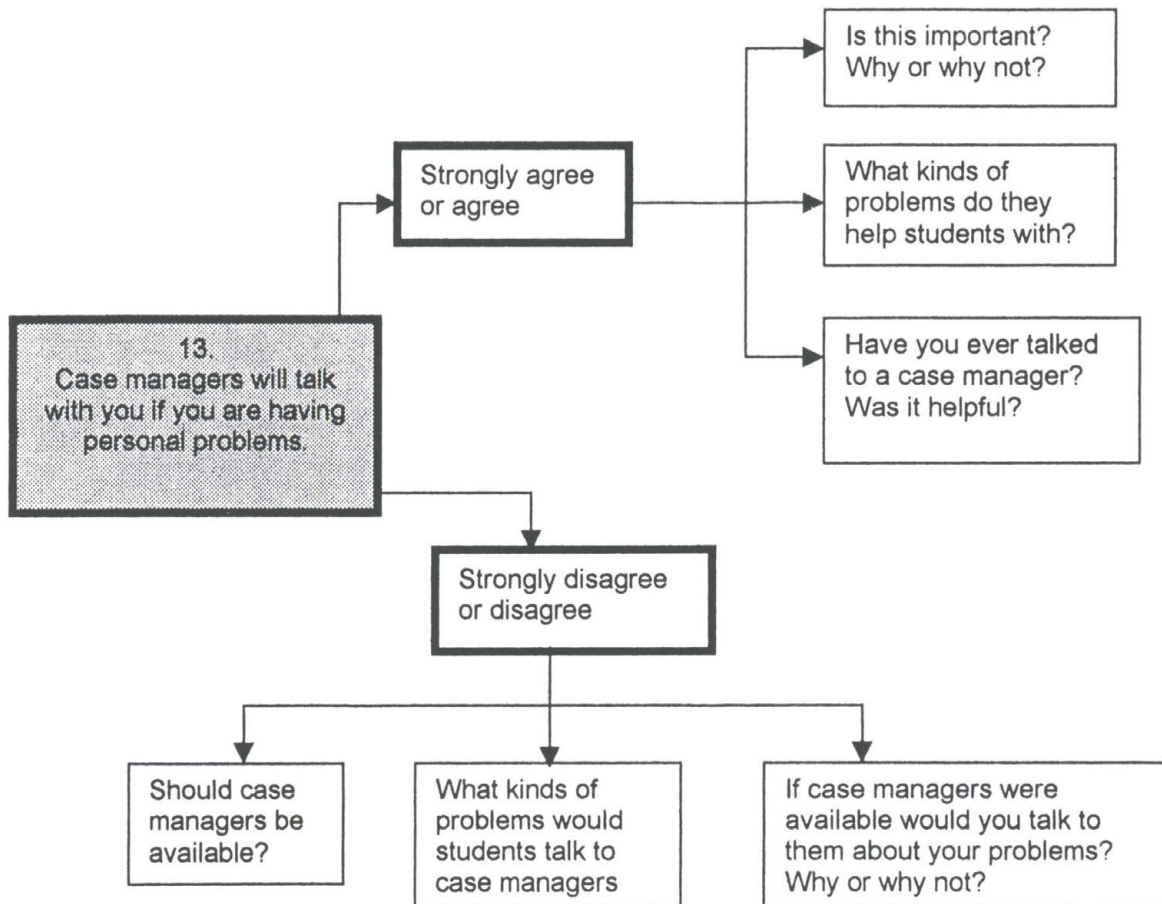 13.
Case managers will talk
with you if you are having
personal problems.
Strongly agree
or agree
Is this important?
Why or why not?
What kinds of
problems do they
help students with?
Have you ever talked
to a case manager?
Was it helpful?
Strongly disagree
or disagree
Should case
managers be
available?
What kinds of
problems would
students talk to
case managers
If case managers were
available would you talk to
them about your problems?
Why or why not?